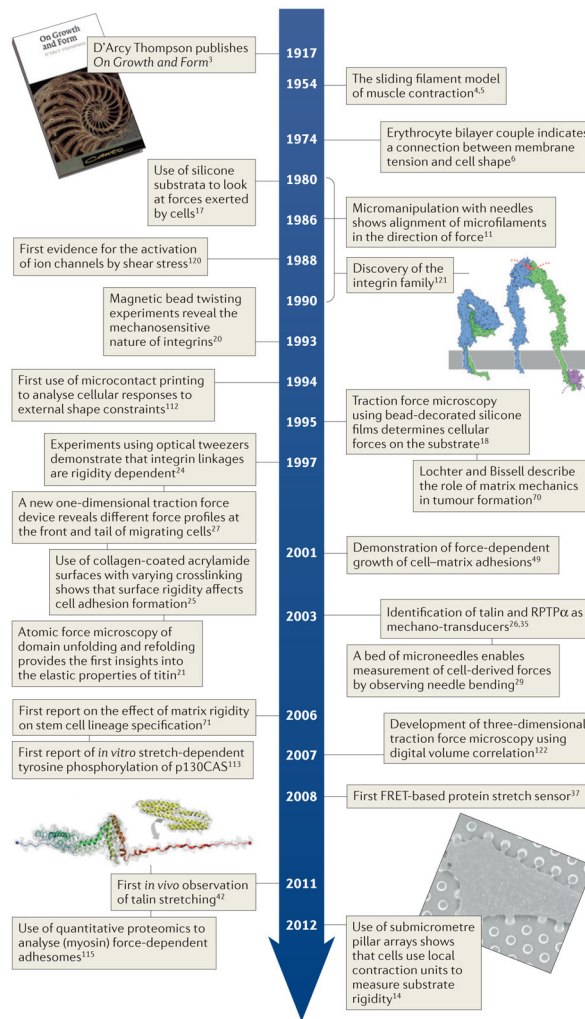 On Growth
and Form
D'ARCY THOMPSON
CANTO
D'Arcy Thompson publishes
On Growth and Form3
1917
1954
The sliding filament model
of muscle contraction4,5
1974
Erythrocyte bilayer couple indicates
a connection between membrane
tension and cell shape6
Use of silicone
substrata to look
at forces exerted
by cells17
1980
1986
Micromanipulation with needles
shows alignment of microfilaments
in the direction of force11
First evidence for the activation
of ion channels by shear stress120
1988
Discovery of the
integrin family121
1990
Magnetic bead twisting
experiments reveal the
mechanosensitive
nature of integrins20
1993
First use of microcontact printing
to analyse cellular responses to
external shape constraints112
1994
1995
Traction force microscopy
using bead-decorated silicone
films determines cellular
forces on the substrate18
Experiments using optical tweezers
demonstrate that integrin linkages
are rigidity dependent24
1997
Lochter and Bissell describe
the role of matrix mechanics
in tumour formation70
A new one-dimensional traction force
device reveals different force profiles at
the front and tail of migrating cells27
Use of collagen-coated acrylamide
surfaces with varying crosslinking
shows that surface rigidity affects
cell adhesion formation25
Atomic force microscopy of
domain unfolding and refolding
provides the first insights into
the elastic properties of titin21
2001
Demonstration of force-dependent
growth of cell–matrix adhesions49
2003
Identification of talin and RPTPα as
mechano-transducers26,35
A bed of microneedles enables
measurement of cell-derived forces
by observing needle bending29
First report on the effect of matrix rigidity
on stem cell lineage specification71
2006
First report of in vitro stretch-dependent
tyrosine phosphorylation of p130CAS113
2007
Development of three-dimensional
traction force microscopy using
digital volume correlation122
2008
First FRET-based protein stretch sensor37
First in vivo observation
of talin stretching42
2011
Use of quantitative proteomics to
analyse (myosin) force-dependent
adhesomes115
2012
Use of submicrometre
pillar arrays shows
that cells use local
contraction units to
measure substrate
rigidity14